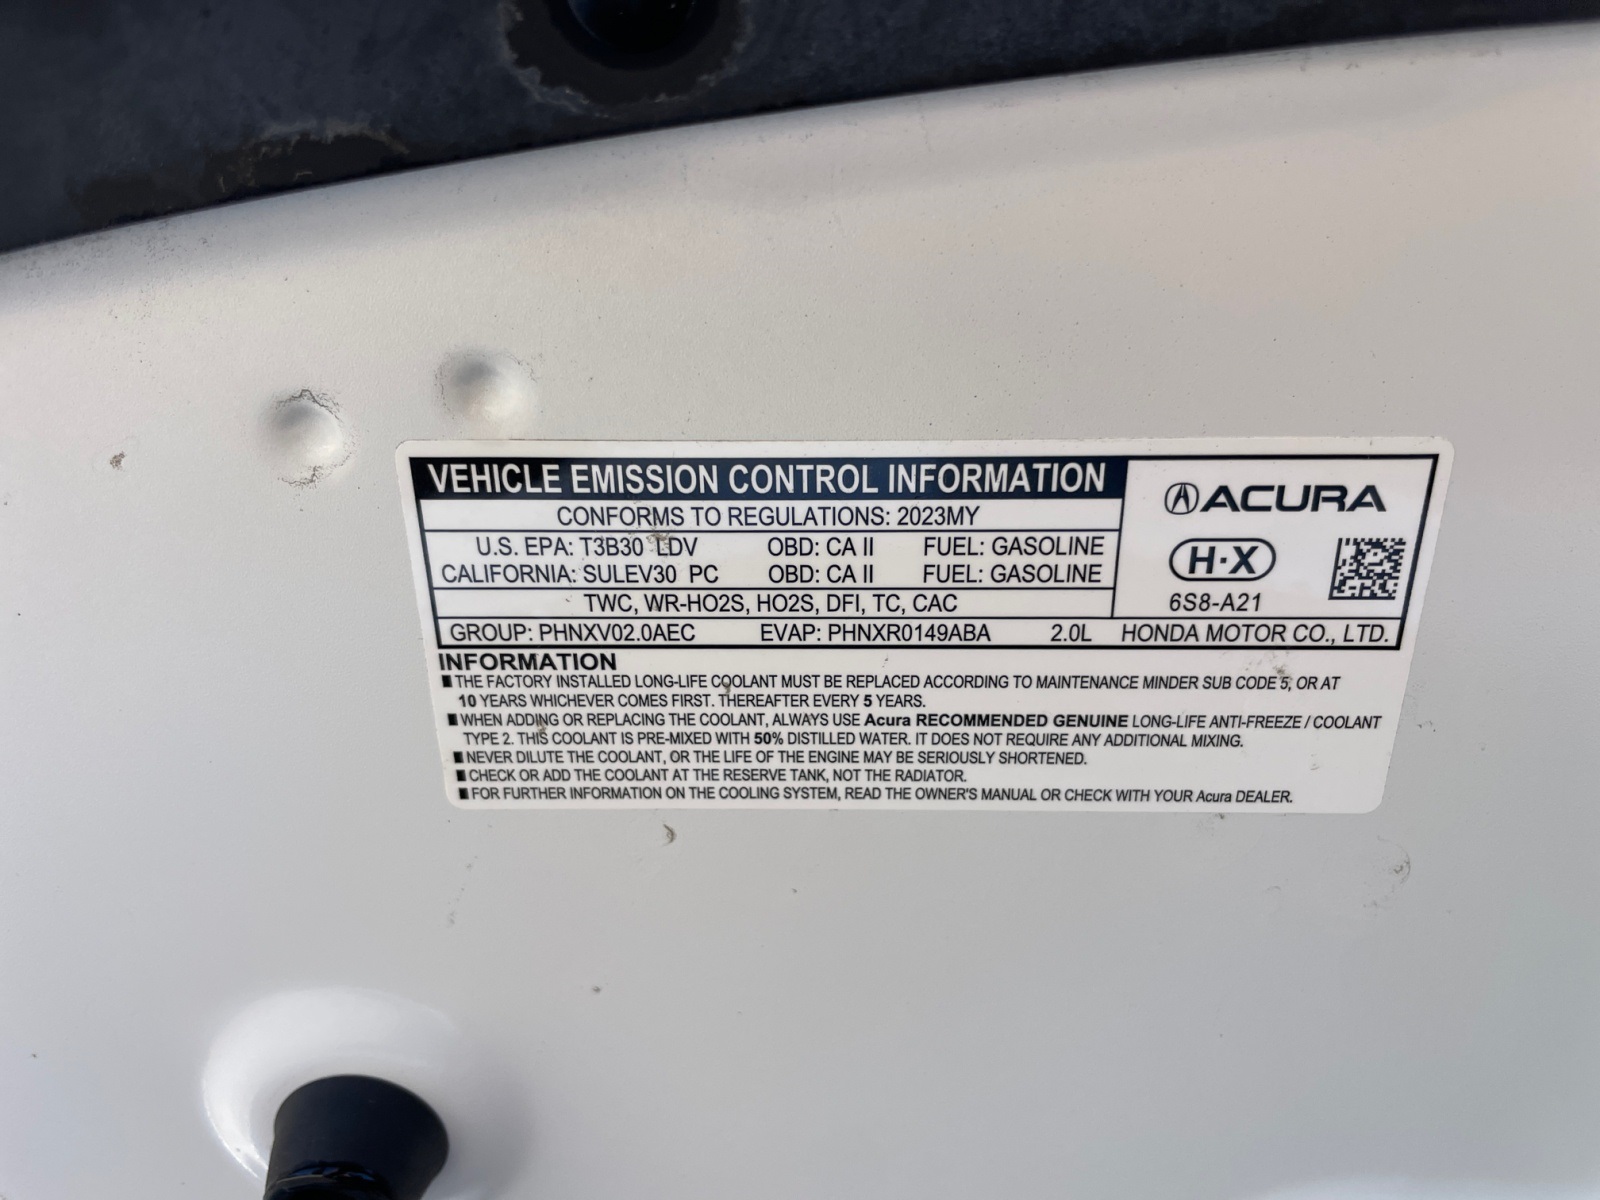 VEHICLE EMISSION CONTROL INFORMATION
ACURA
CONFORMS TO REGULATIONS: 2023MY
U.S. EPA: T3B30 LDV OBD: CA II FUEL: GASOLINE
CALIFORNIA: SULEV30 PC OBD: CA II FUEL: GASOLINE
H·X
TWC, WR-HO2S, HO2S, DFI, TC, CAC
6S8-A21
GROUP: PHNXV02.0AEC EVAP: PHNXR0149ABA 2.0L HONDA MOTOR CO., LTD.
INFORMATION
■ THE FACTORY INSTALLED LONG-LIFE COOLANT MUST BE REPLACED ACCORDING TO MAINTENANCE MINDER SUB CODE 5, OR AT
10 YEARS WHICHEVER COMES FIRST. THEREAFTER EVERY 5 YEARS.
■ WHEN ADDING OR REPLACING THE COOLANT, ALWAYS USE Acura RECOMMENDED GENUINE LONG-LIFE ANTI-FREEZE / COOLANT
TYPE 2. THIS COOLANT IS PRE-MIXED WITH 50% DISTILLED WATER. IT DOES NOT REQUIRE ANY ADDITIONAL MIXING.
■ NEVER DILUTE THE COOLANT, OR THE LIFE OF THE ENGINE MAY BE SERIOUSLY SHORTENED.
■ CHECK OR ADD THE COOLANT AT THE RESERVE TANK, NOT THE RADIATOR.
■ FOR FURTHER INFORMATION ON THE COOLING SYSTEM, READ THE OWNER'S MANUAL OR CHECK WITH YOUR Acura DEALER.